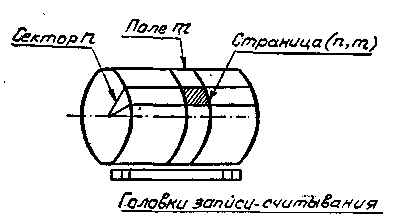 Поле m
Сектор n
Страница (n, m)
Головки записи-считывания